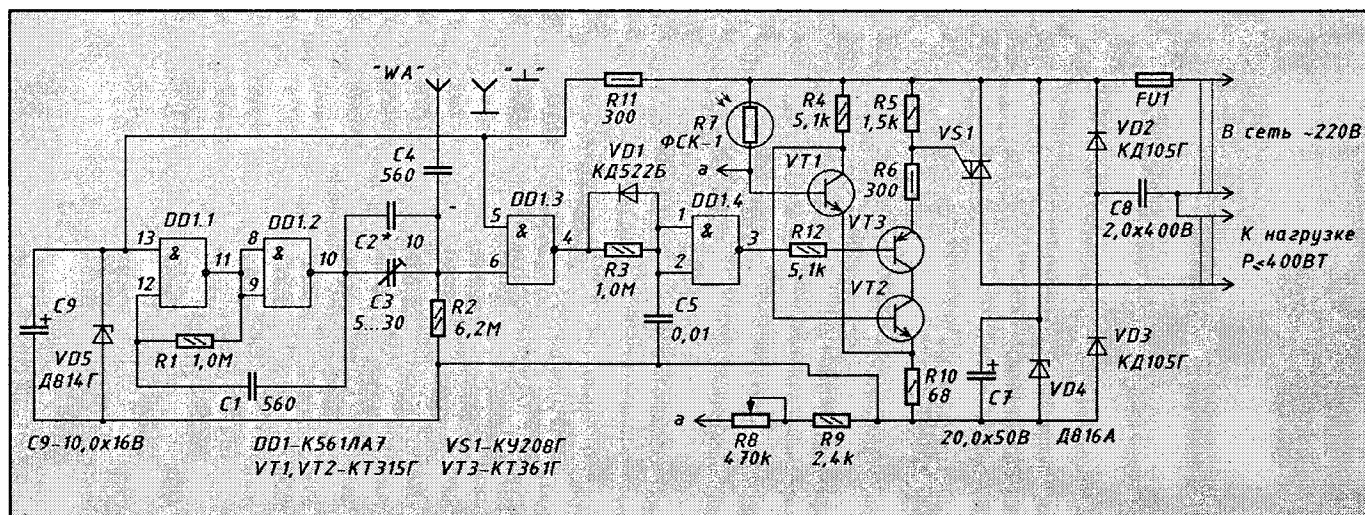 "WA"
"⊥"
R11
300
R7
ФСК-1
a
R4
5,1k
R5
1,5k
VS1
FU1
В сеть ~220В
VD2
КД105Г
C8
2,0x400В
К нагрузке
P≤400ВТ
C4
560
VD1
КД522Б
VT1
R6
300
VT3
DD1.1
DD1.2
DD1.3
DD1.4
13
&
12
11
8
&
9
10
C2* 10
C3
5...30
5
&
6
4
R3
1,0М
1
&
2
3
R12
5,1k
VT2
C9
+
VD5
Д814Г
R1 1,0М
C1 560
R2
6,2М
C5
0,01
R10
68
+
C7
20,0x50В
VD4
Д816А
VD3
КД105Г
a
R8
470k
R9
2,4k
C9-10,0x16В
DD1-К561ЛА7
VT1,VT2-КТ315Г
VS1-КУ208Г
VT3-КТ361Г